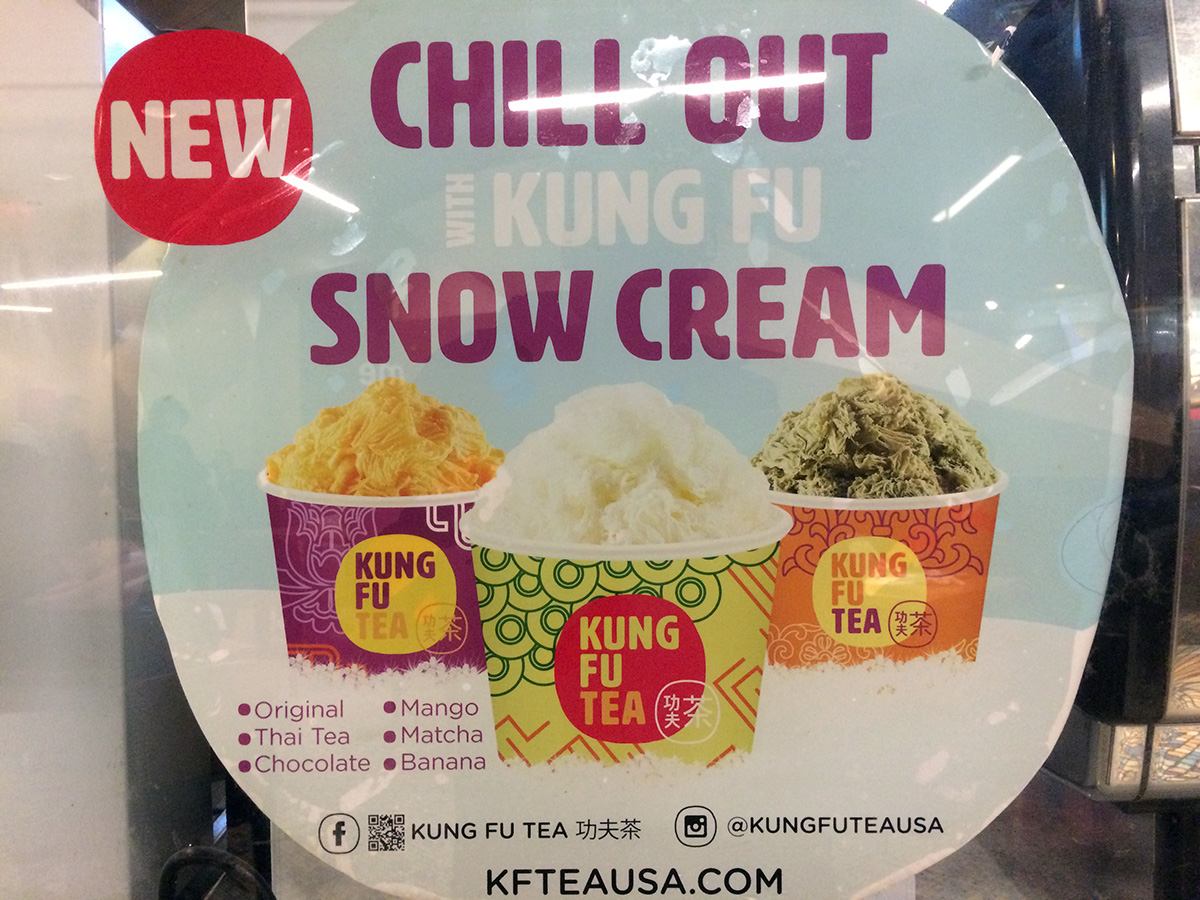 NEW
CHILL OUT
WITH KUNG FU
SNOW CREAM
KUNG
FU
TEA 功夫茶
KUNG
FU
TEA 功夫茶
KUNG
FU
TEA 功夫茶
Original
Thai Tea
Chocolate
Mango
Matcha
Banana
f KUNG FU TEA 功夫茶 @KUNGFUTEAUSA
KFTEAUSA.COM